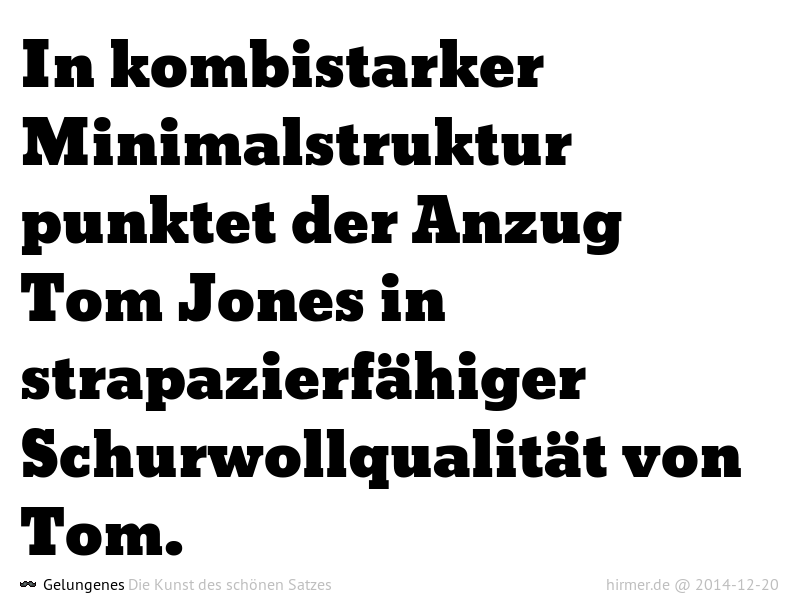 In kombistarker
Minimalstruktur
punktet der Anzug
Tom Jones in
strapazierfähiger
Schurwollqualität von
Tom.
Gelungenes Die Kunst des schönen Satzes
hirmer.de @ 2014-12-20